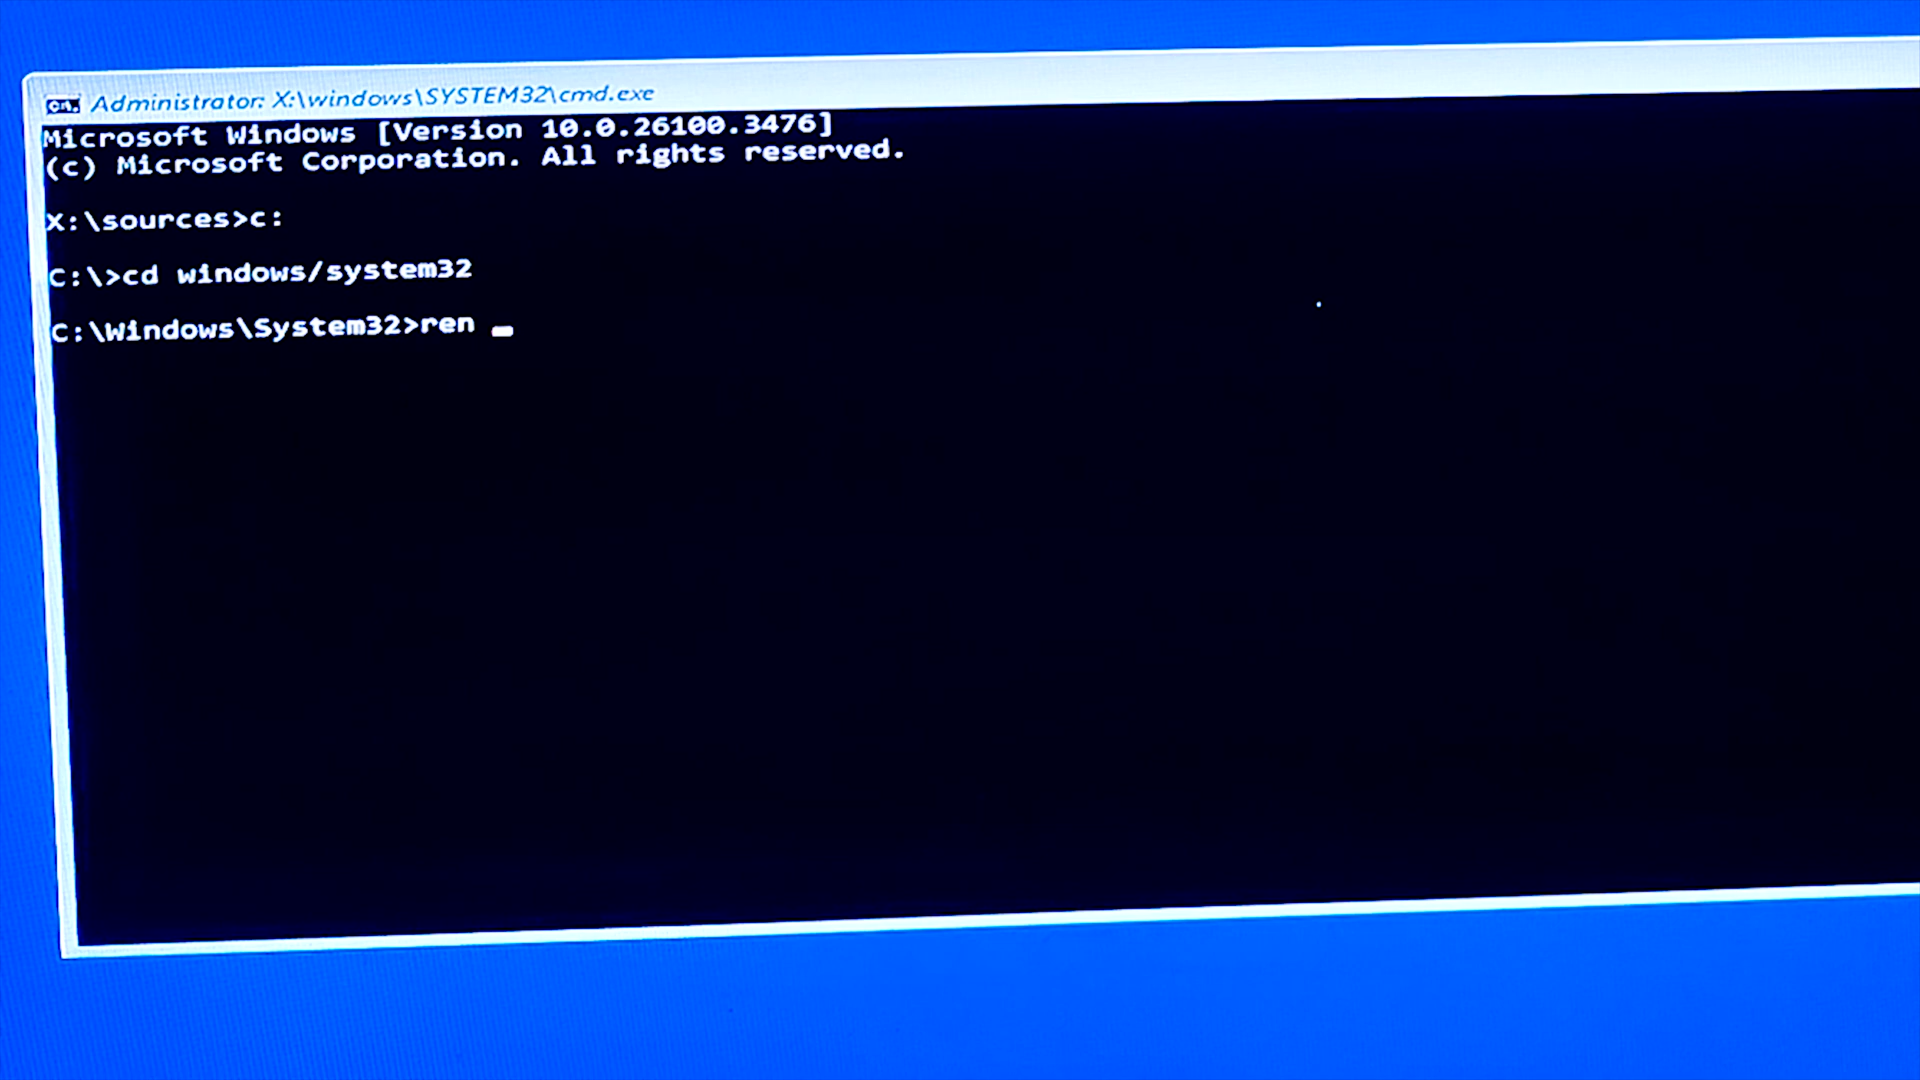 Administrator: X:\windows\SYSTEM32\cmd.exe
Microsoft Windows [Version 10.0.26100.3476]
(c) Microsoft Corporation. All rights reserved.
X:\sources>c:
C:\>cd windows/system32
C:\Windows\System32>ren